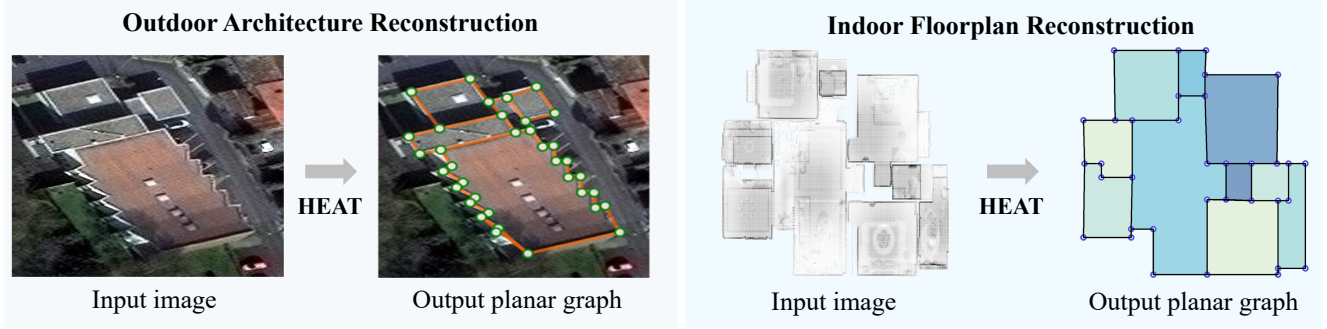 Outdoor Architecture Reconstruction
HEAT
Input image
Output planar graph
Indoor Floorplan Reconstruction
HEAT
Input image
Output planar graph